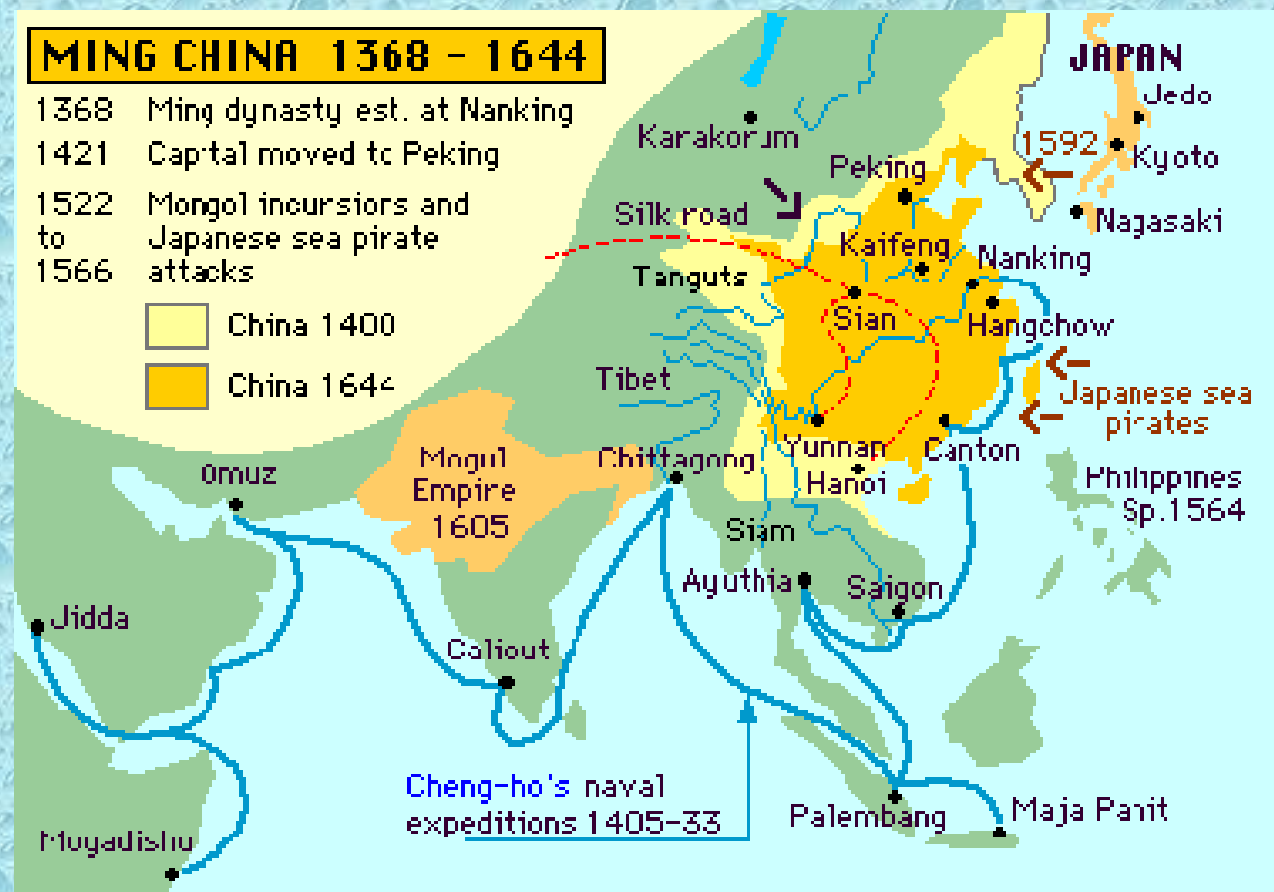 MING CHINA 1368 - 1644
1368 Ming dynasty est. at Nanking
1421 Capital moved to Peking
1522 Mongol incursions and
to Japanese sea pirate
1566 attacks
China 1400
China 1644
JAPAN
Jedo
Karakorum
1592
Kyoto
Peking
Silk road
Nagasaki
Kaifeng
Nanking
Tanguts
Sian
Hangchow
Tibet
Japanese sea
pirates
Yunnan
Canton
Mogul
Empire
1605
Chittagong
Hanoi
Philippines
Sp.1564
Omuz
Siam
Ayuthia
Saigon
Jidda
Calicut
Cheng-ho's naval
expeditions 1405-33
Palembang
Maja Pahit
Mogadishu